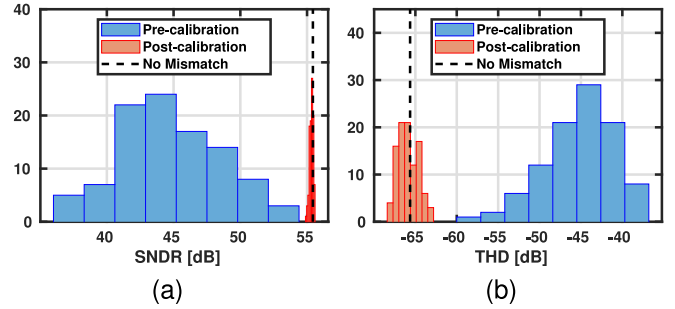 40
30
20
10
0
Pre-calibration
Post-calibration
No Mismatch
40 45 50 55
SNDR [dB]
(a)
40
30
20
10
0
Pre-calibration
Post-calibration
No Mismatch
-65 -60 -55 -50 -45 -40
THD [dB]
(b)